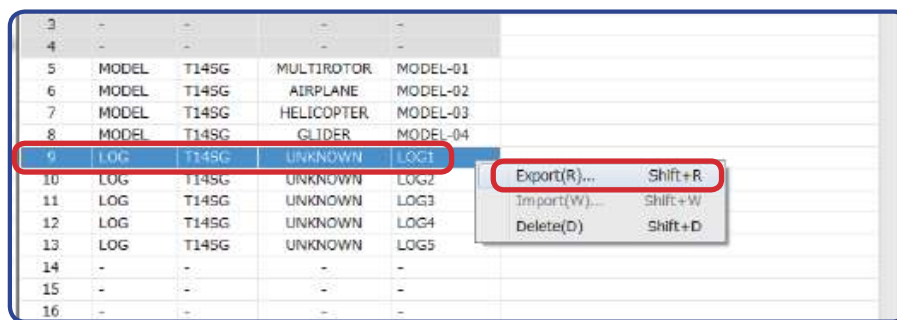 3 - - - -
4 - - - -
5 MODEL T14SG MULTIROTOR MODEL-01
6 MODEL T14SG AIRPLANE MODEL-02
7 MODEL T14SG HELICOPTER MODEL-03
8 MODEL T14SG GLIDER MODEL-04
9 LOG T14SG UNKNOWN LOG1
10 LOG T14SG UNKNOWN LOG2
11 LOG T14SG UNKNOWN LOG3
12 LOG T14SG UNKNOWN LOG4
13 LOG T14SG UNKNOWN LOG5
14 - - - -
15 - - - -
16 - - - -
Export(R)... Shift+R
Import(W)... Shift+W
Delete(D) Shift+D